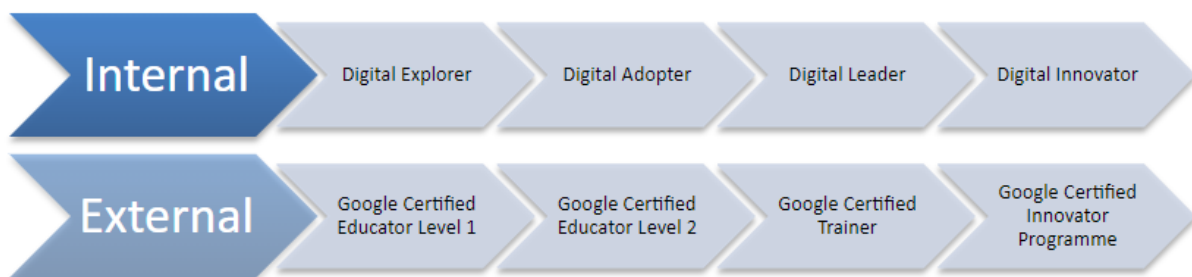 Internal
Digital Explorer
Digital Adopter
Digital Leader
Digital Innovator
External
Google Certified
Educator Level 1
Google Certified
Educator Level 2
Google Certified
Trainer
Google Certified
Innovator
Programme